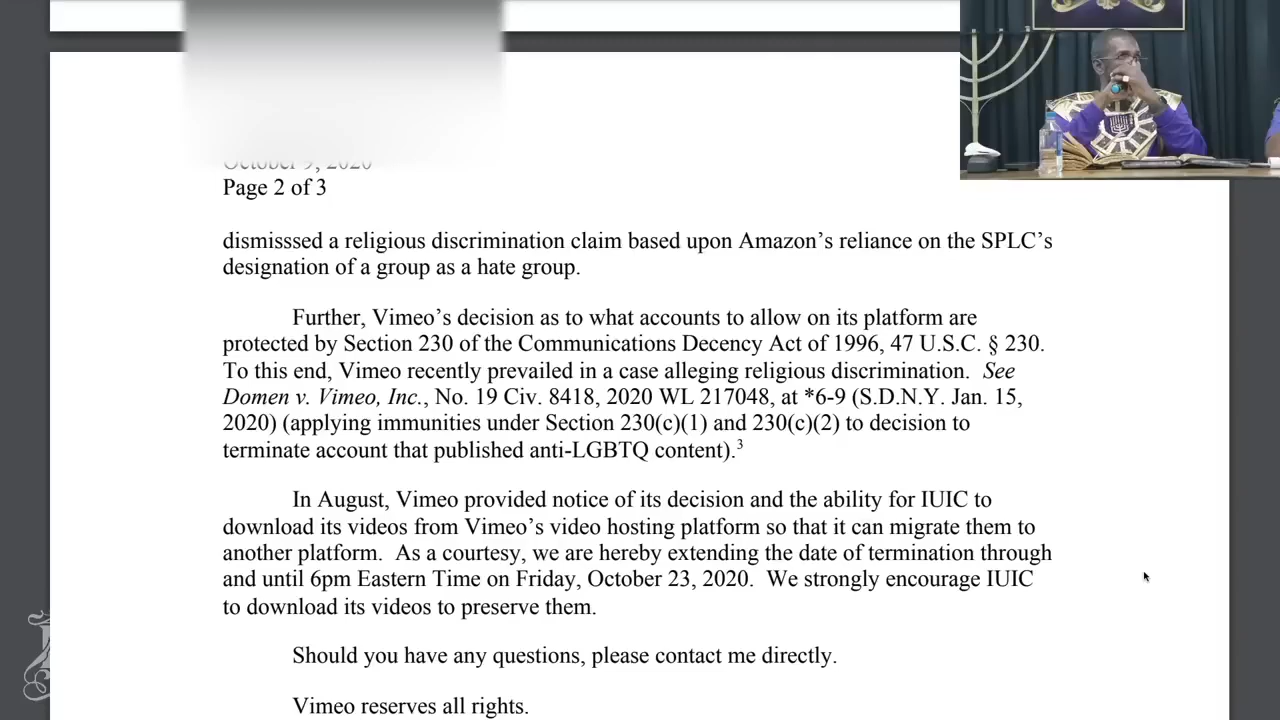 October 9, 2020
Page 2 of 3
dismisssed a religious discrimination claim based upon Amazon’s reliance on the SPLC’s
designation of a group as a hate group.
Further, Vimeo’s decision as to what accounts to allow on its platform are
protected by Section 230 of the Communications Decency Act of 1996, 47 U.S.C. § 230.
To this end, Vimeo recently prevailed in a case alleging religious discrimination. See
Domen v. Vimeo, Inc., No. 19 Civ. 8418, 2020 WL 217048, at *6-9 (S.D.N.Y. Jan. 15,
2020) (applying immunities under Section 230(c)(1) and 230(c)(2) to decision to
terminate account that published anti-LGBTQ content).3
In August, Vimeo provided notice of its decision and the ability for IUIC to
download its videos from Vimeo’s video hosting platform so that it can migrate them to
another platform. As a courtesy, we are hereby extending the date of termination through
and until 6pm Eastern Time on Friday, October 23, 2020. We strongly encourage IUIC
to download its videos to preserve them.
Should you have any questions, please contact me directly.
Vimeo reserves all rights.